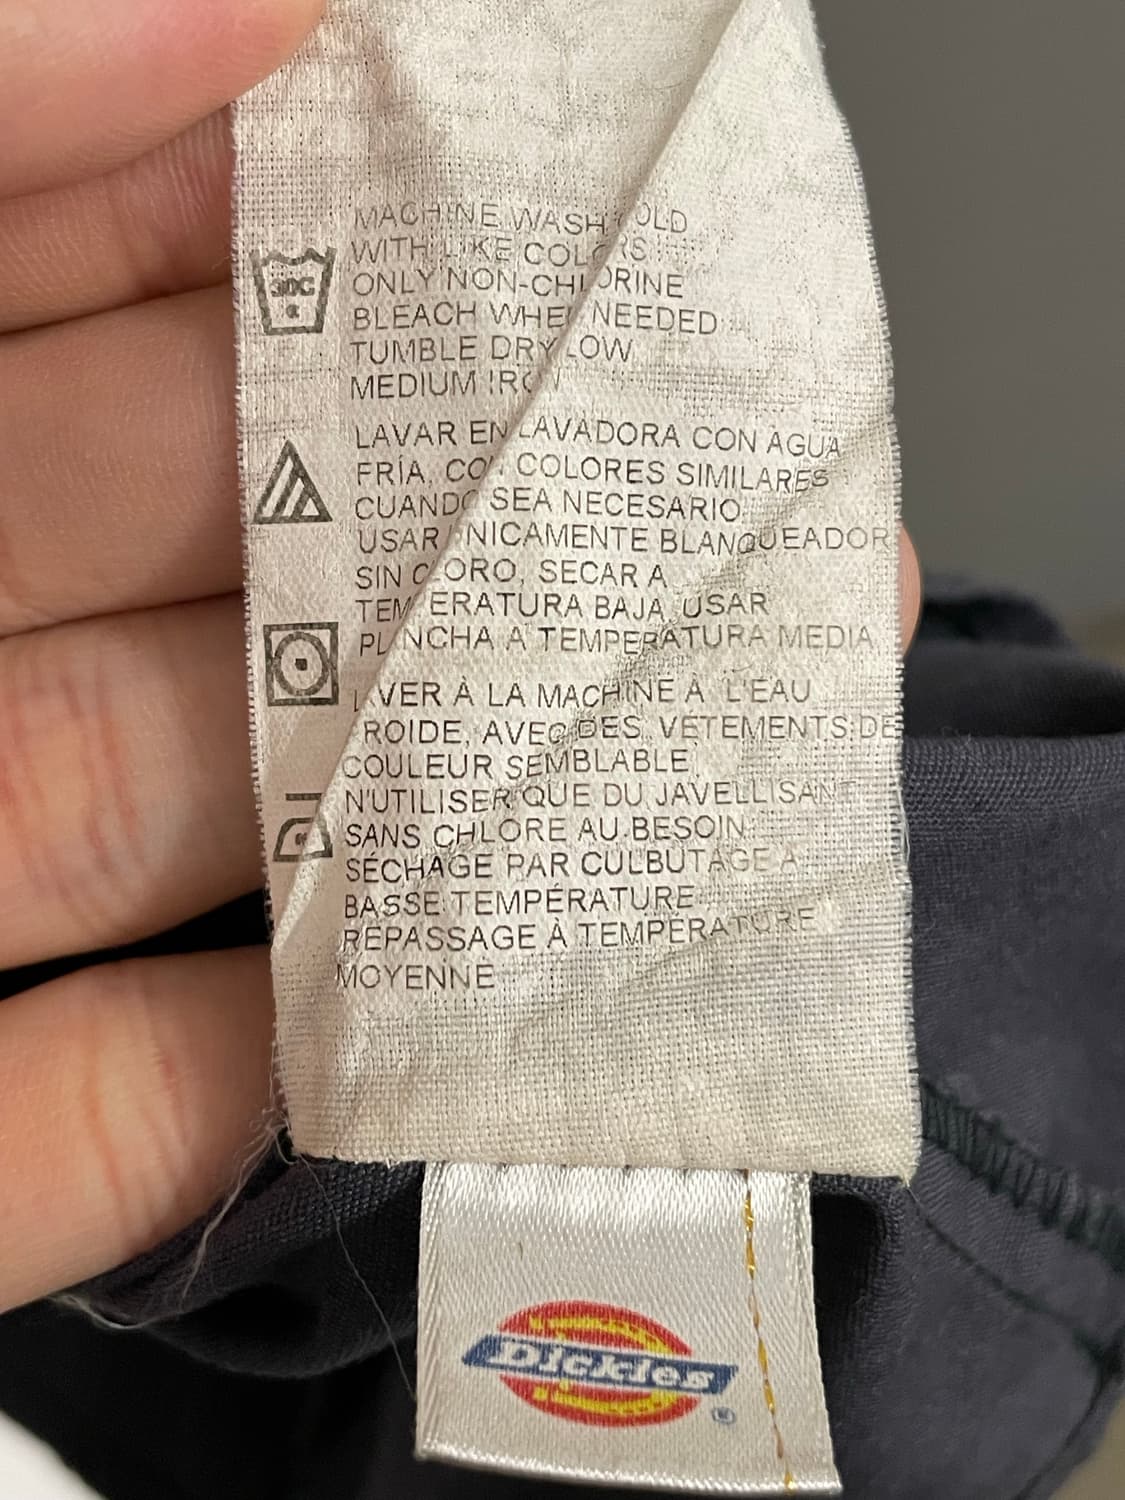 MACHINE WASH COLD
WITH LIKE COLORS
ONLY NON-CHLORINE
BLEACH WHEN NEEDED
TUMBLE DRY LOW
MEDIUM IRON
30C
LAVAR EN LAVADORA CON AGUA
FRÍA, CON COLORES SIMILARES
CUANDO SEA NECESARIO
USAR ÚNICAMENTE BLANQUEADOR
SIN CLORO, SECAR A
TEMPERATURA BAJA, USAR
PLANCHA A TEMPERATURA MEDIA
LAVER À LA MACHINE À L'EAU
FROIDE, AVEC DES VÊTEMENTS DE
COULEUR SEMBLABLE
N'UTILISER QUE DU JAVELLISANT
SANS CHLORE AU BESOIN
SÉCHAGE PAR CULBUTAGE À
BASSE TEMPÉRATURE
REPASSAGE À TEMPÉRATURE
MOYENNE
Dickies
®